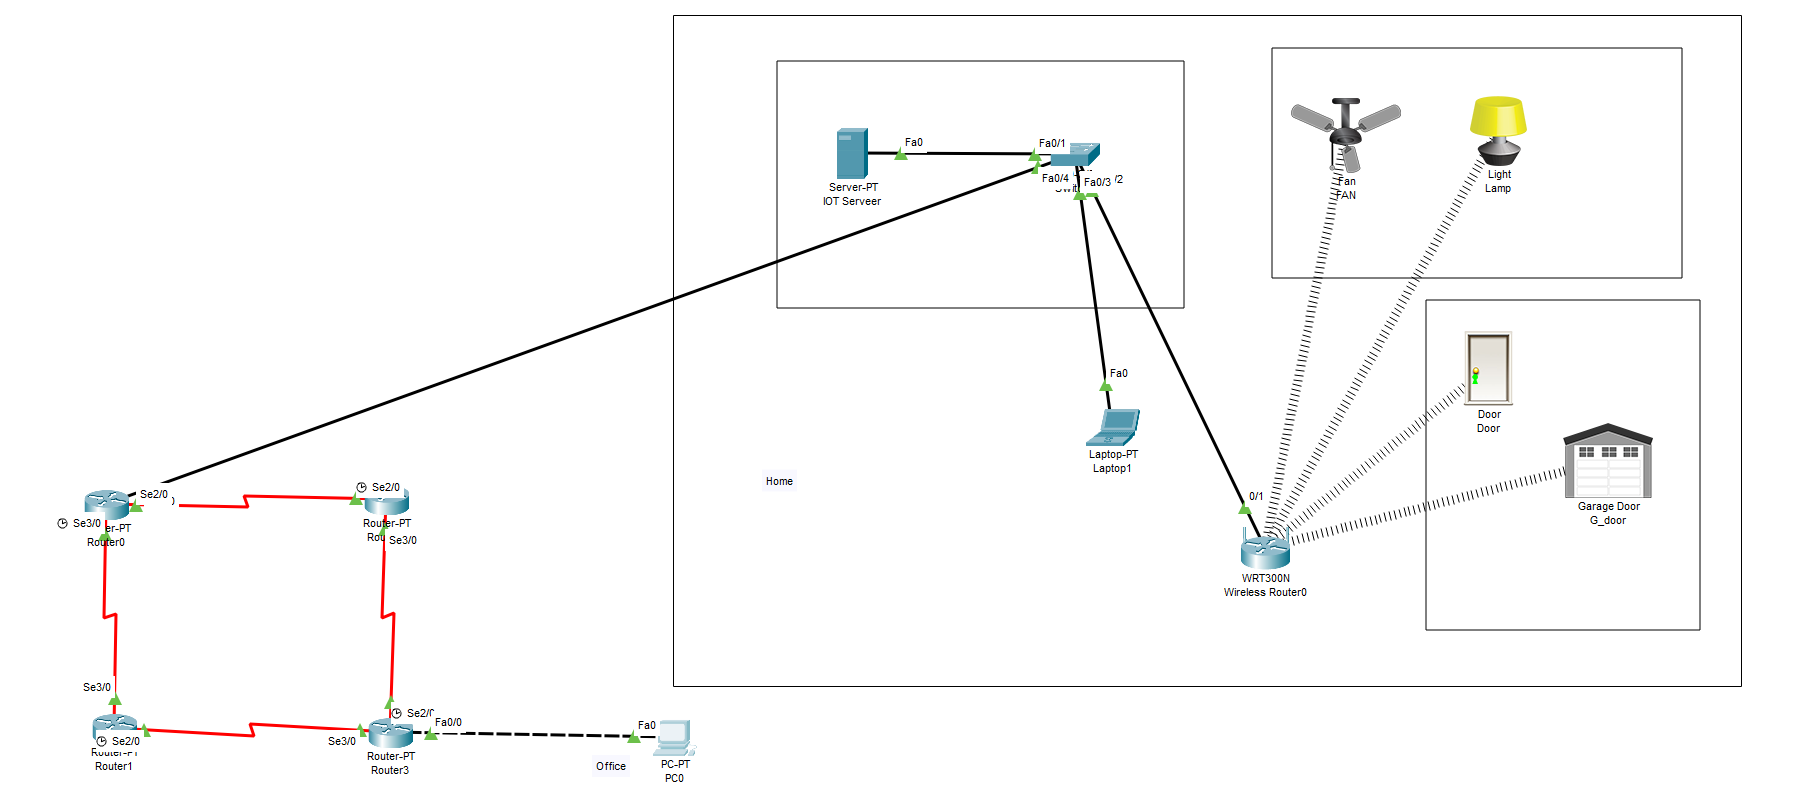 Fa0
Fa0/1
Fa0/4
Fa0/3
/2
Server-PT
IOT Serveer
Fan
FAN
Light
Lamp
Fa0
Laptop-PT
Laptop1
Door
Door
Garage Door
G_door
Home
0/1
WRT300N
Wireless Router0
Se2/0
Se3/0
er-PT
Router0
Se2/0
Router-PT
Se3/0
Se3/0
Se2/0
Router1
Se2/0
Fa0/0
Se3/0
Router-PT
Router3
Fa0
Office
PC-PT
PC0